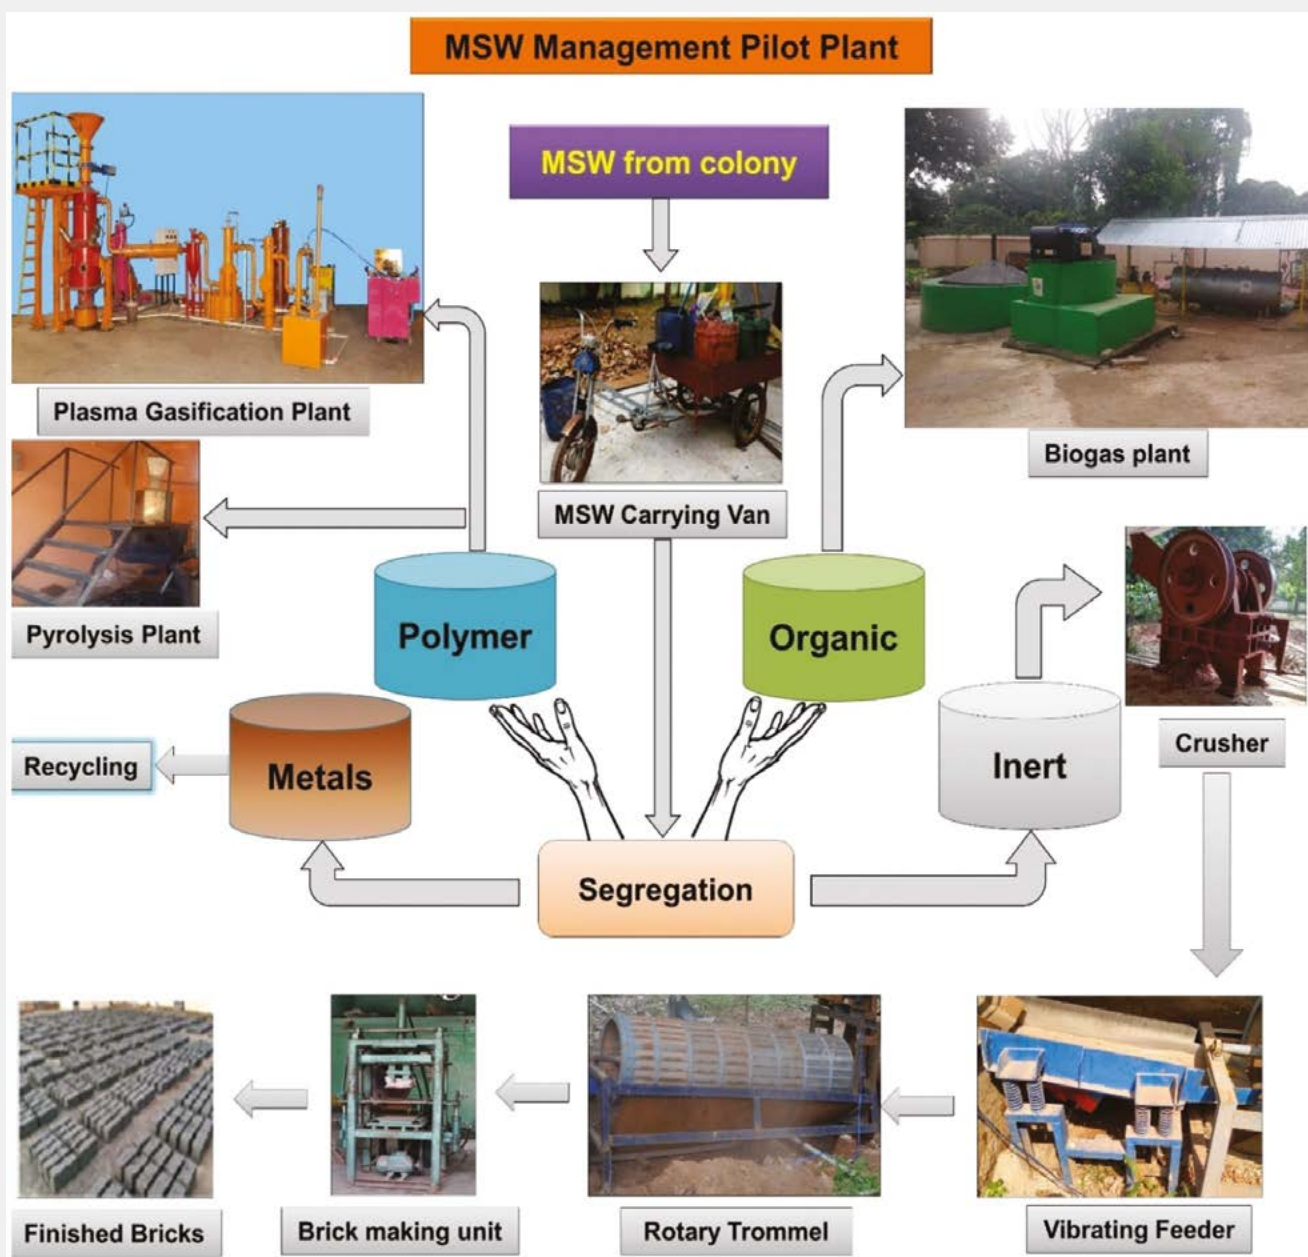 MSW Management Pilot Plant
MSW from colony
Plasma Gasification Plant
Biogas plant
MSW Carrying Van
Pyrolysis Plant
Polymer
Organic
Recycling
Metals
Inert
Crusher
Segregation
Finished Bricks
Brick making unit
Rotary Trommel
Vibrating Feeder